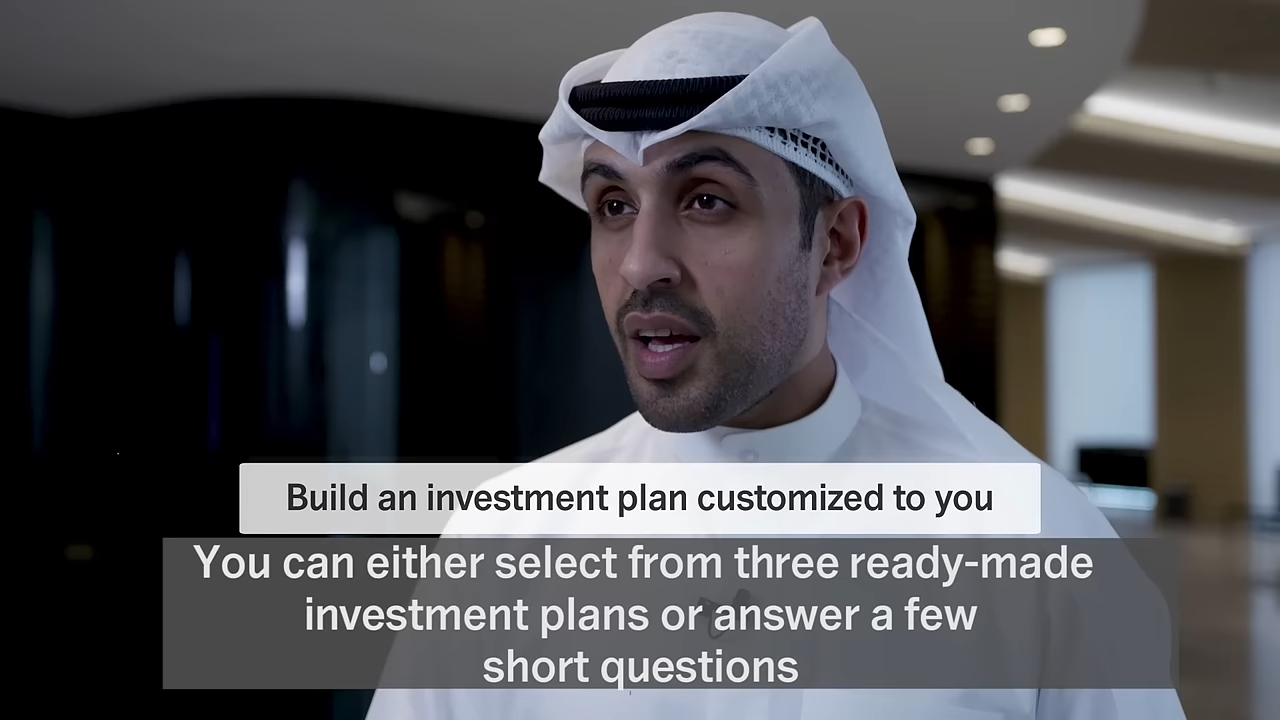 Build an investment plan customized to you
You can either select from three ready-made
investment plans or answer a few
short questions